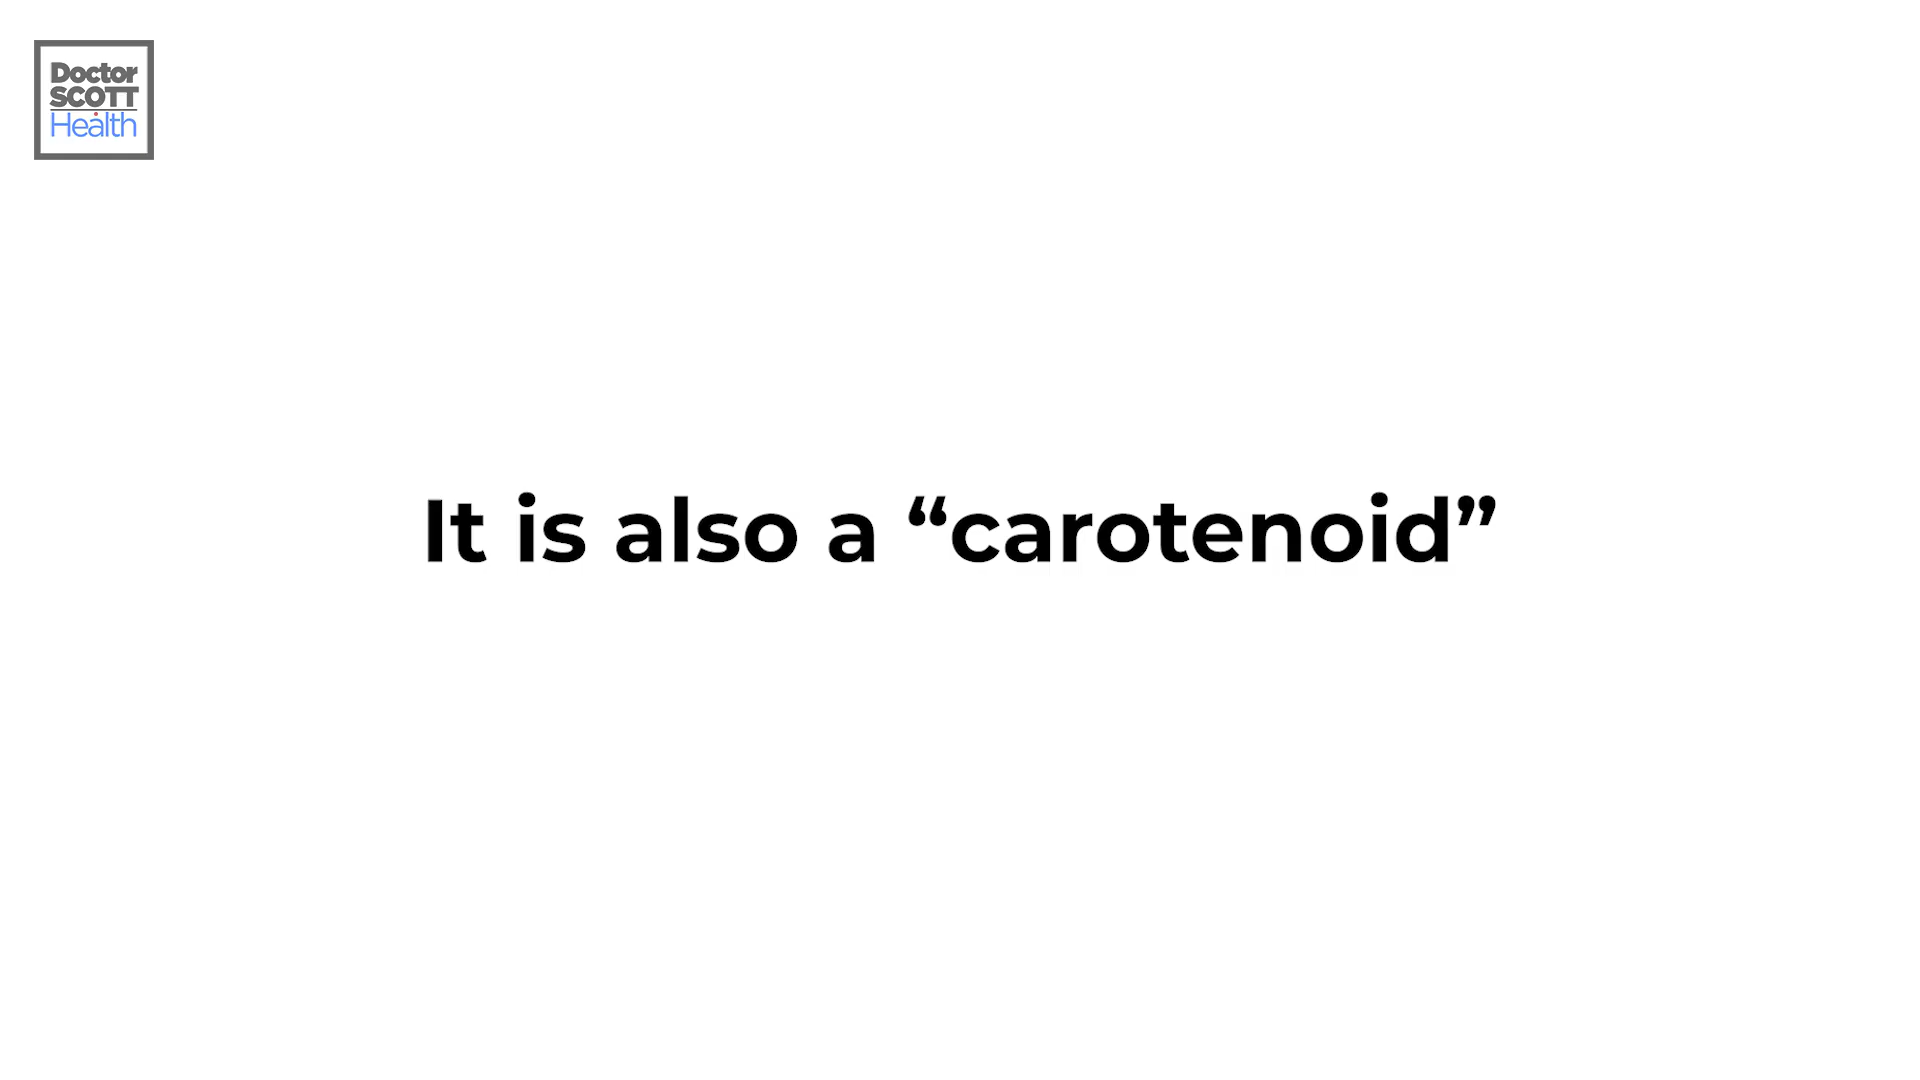 Doctor
SCOTT
Health
It is also a “carotenoid”